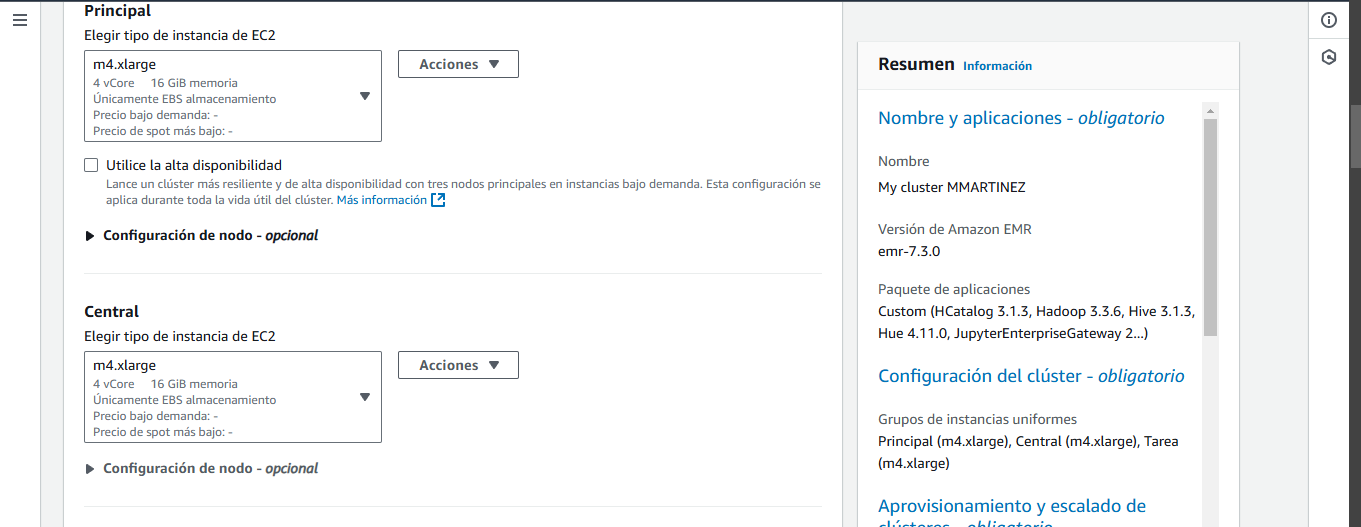 Principal
Elegir tipo de instancia de EC2
m4.xlarge
4 vCore 16 GiB memoria
Únicamente EBS almacenamiento
Precio bajo demanda: -
Precio de spot más bajo: -
Acciones
Utilice la alta disponibilidad
Lance un clúster más resiliente y de alta disponibilidad con tres nodos principales en instancias bajo demanda. Esta configuración se
aplica durante toda la vida útil del clúster. Más información
Configuración de nodo - opcional
Central
Elegir tipo de instancia de EC2
m4.xlarge
4 vCore 16 GiB memoria
Únicamente EBS almacenamiento
Precio bajo demanda: -
Precio de spot más bajo: -
Acciones
Configuración de nodo - opcional
Resumen Información
Nombre y aplicaciones - obligatorio
Nombre
My cluster MMARTINEZ
Versión de Amazon EMR
emr-7.3.0
Paquete de aplicaciones
Custom (HCatalog 3.1.3, Hadoop 3.3.6, Hive 3.1.3,
Hue 4.11.0, JupyterEnterpriseGateway 2...)
Configuración del clúster - obligatorio
Grupos de instancias uniformes
Principal (m4.xlarge), Central (m4.xlarge), Tarea
(m4.xlarge)
Aprovisionamiento y escalado de
clústeres - obligatorio